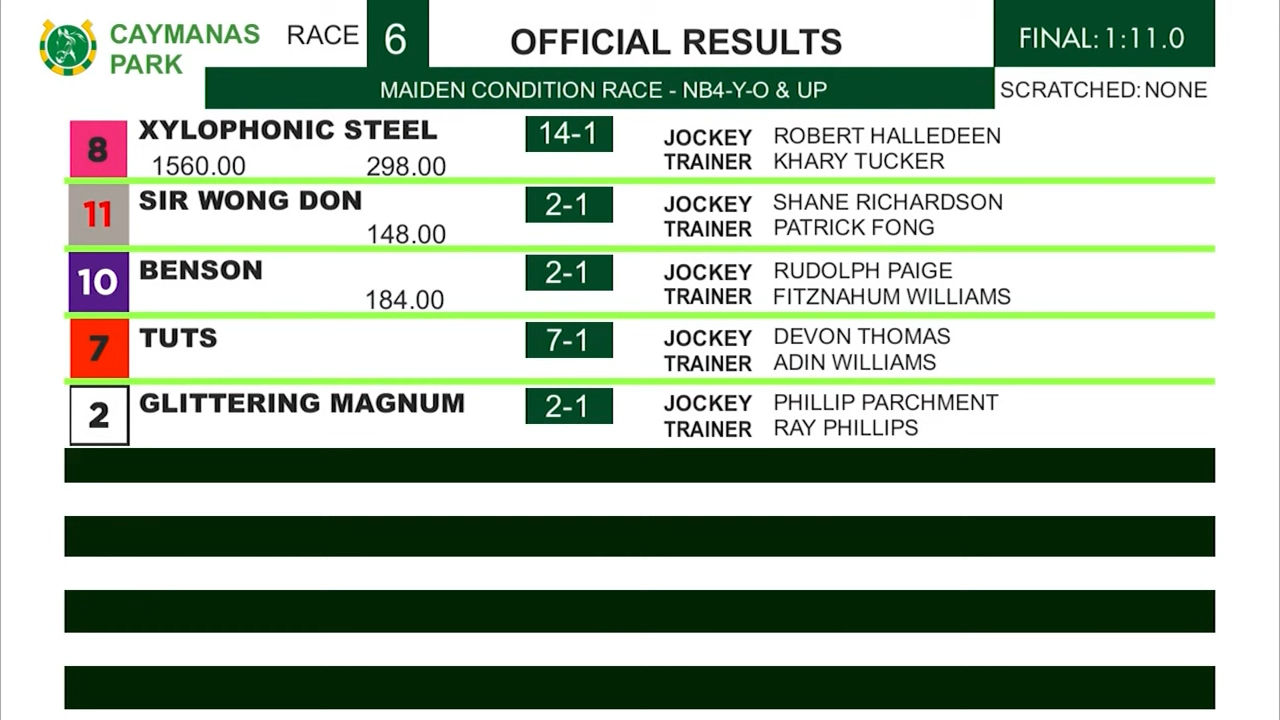 CAYMANAS PARK
RACE 6
OFFICIAL RESULTS
FINAL: 1:11.0
MAIDEN CONDITION RACE - NB4-Y-O & UP
SCRATCHED: NONE
8 XYLOPHONIC STEEL 14-1 JOCKEY ROBERT HALLEDEEN
1560.00 298.00 TRAINER KHARY TUCKER
11 SIR WONG DON 2-1 JOCKEY SHANE RICHARDSON
148.00 TRAINER PATRICK FONG
10 BENSON 2-1 JOCKEY RUDOLPH PAIGE
184.00 TRAINER FITZNAHUM WILLIAMS
7 TUTS 7-1 JOCKEY DEVON THOMAS
TRAINER ADIN WILLIAMS
2 GLITTERING MAGNUM 2-1 JOCKEY PHILLIP PARCHMENT
TRAINER RAY PHILLIPS